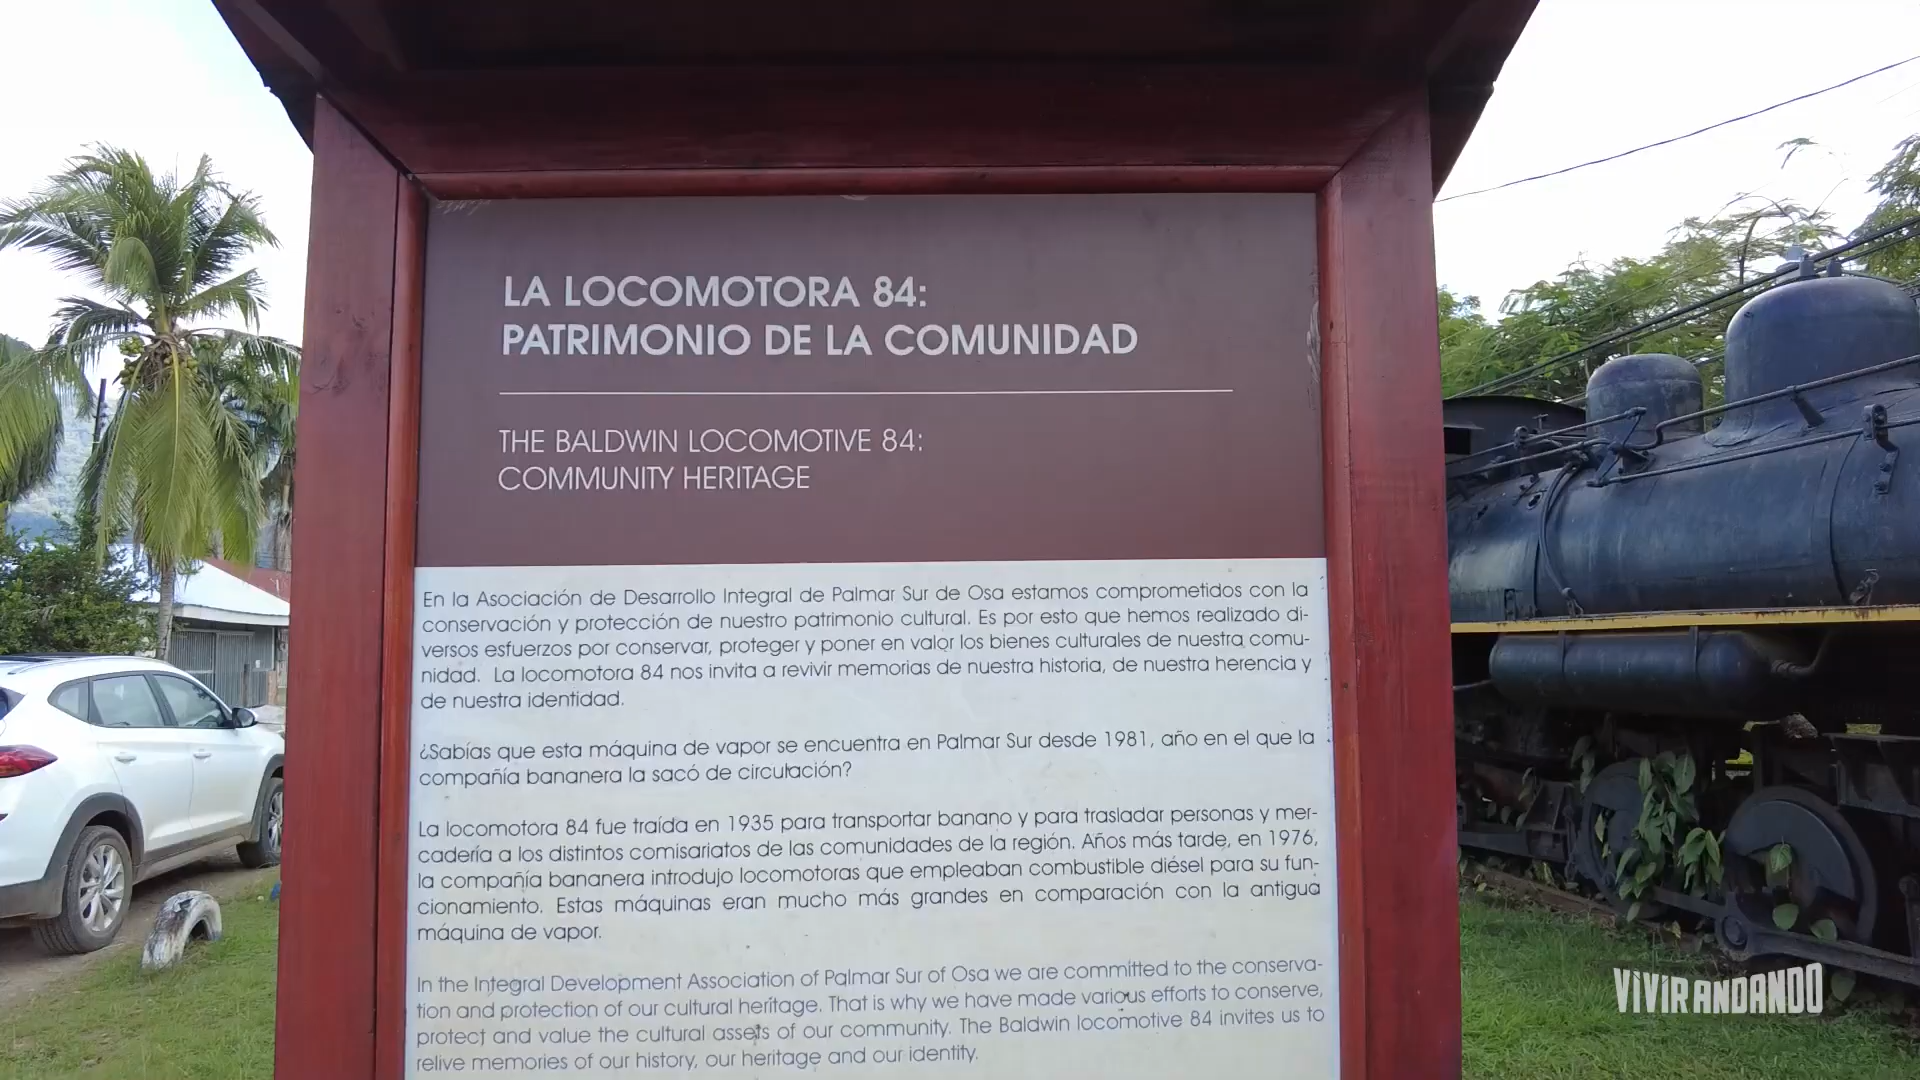 LA LOCOMOTORA 84:
PATRIMONIO DE LA COMUNIDAD
THE BALDWIN LOCOMOTIVE 84:
COMMUNITY HERITAGE
En la Asociación de Desarrollo Integral de Palmar Sur de Osa estamos comprometidos con la
conservación y protección de nuestro patrimonio cultural. Es por esto que hemos realizado di-
versos esfuerzos por conservar, proteger y poner en valor los bienes culturales de nuestra comu-
nidad. La locomotora 84 nos invita a revivir memorias de nuestra historia, de nuestra herencia y
de nuestra identidad.
¿Sabías que esta máquina de vapor se encuentra en Palmar Sur desde 1981, año en el que la
compañía bananera la sacó de circulación?
La locomotora 84 fue traída en 1935 para transportar banano y para trasladar personas y mer-
cadería a los distintos comisariatos de las comunidades de la región. Años más tarde, en 1976,
la compañía bananera introdujo locomotoras que empleaban combustible diésel para su fun-
cionamiento. Estas máquinas eran mucho más grandes en comparación con la antigua
máquina de vapor.
In the Integral Development Association of Palmar Sur of Osa we are committed to the conserva-
tion and protection of our cultural heritage. That is why we have made various efforts to conserve,
protect and value the cultural assets of our community. The Baldwin locomotive 84 invites us to
relive memories of our history, our heritage and our identity.
VIVIR ANDANDO